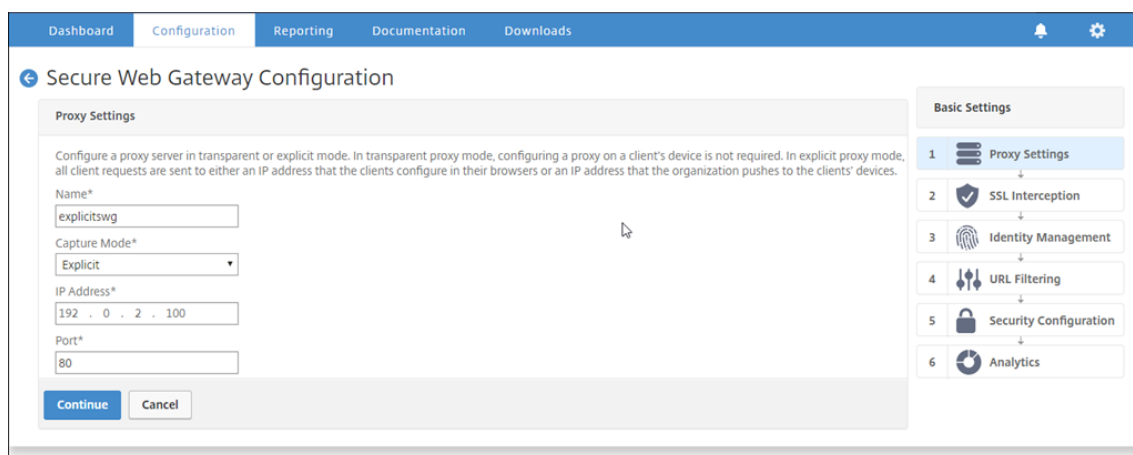 Dashboard Configuration Reporting Documentation Downloads
Secure Web Gateway Configuration
Proxy Settings
Configure a proxy server in transparent or explicit mode. In transparent proxy mode, configuring a proxy on a client's device is not required. In explicit proxy mode,
all client requests are sent to either an IP address that the clients configure in their browsers or an IP address that the organization pushes to the clients' devices.
Name*
explicitswg
Capture Mode*
Explicit
IP Address*
192 . 0 . 2 . 100
Port*
80
Continue Cancel
Basic Settings
1 Proxy Settings
2 SSL Interception
3 Identity Management
4 URL Filtering
5 Security Configuration
6 Analytics